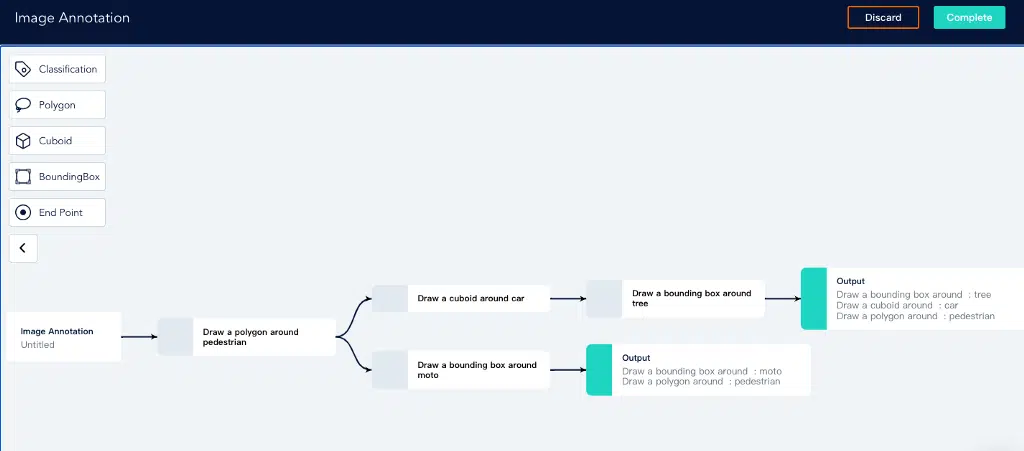 Image Annotation
Discard
Complete
Classification
Polygon
Cuboid
BoundingBox
End Point
Image Annotation
Untitled
Draw a polygon around
pedestrian
Draw a cuboid around car
Draw a bounding box around
tree
Output
Draw a bounding box around : tree
Draw a cuboid around : car
Draw a polygon around : pedestrian
Draw a bounding box around
moto
Output
Draw a bounding box around : moto
Draw a polygon around : pedestrian